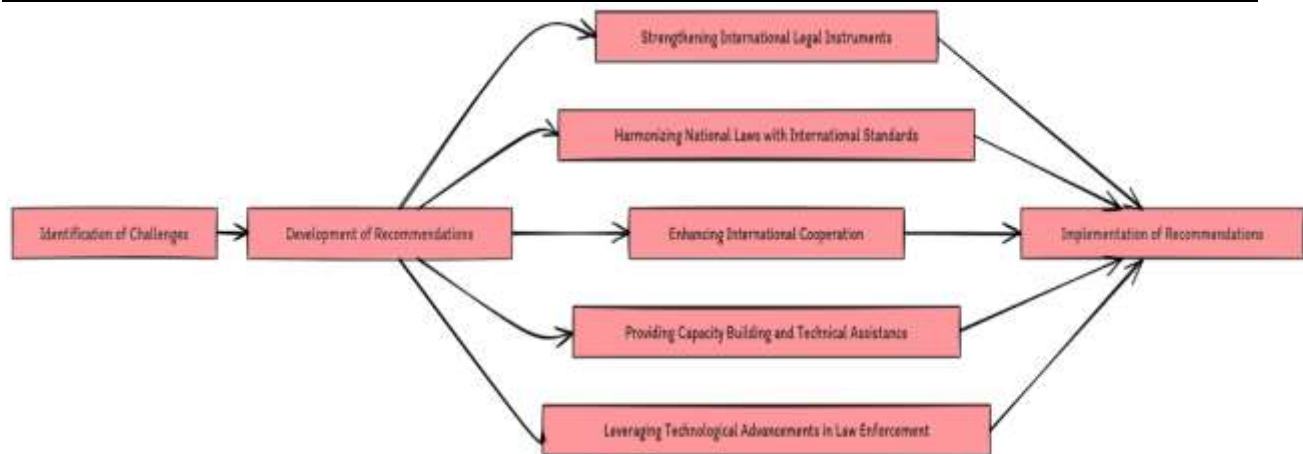 Strengthening International Legal Instruments
Harmonizing National Laws with International Standards
Identification of Challenges
Development of Recommendations
Enhancing International Cooperation
Implementation of Recommendations
Providing Capacity Building and Technical Assistance
Leveraging Technological Advancements in Law Enforcement